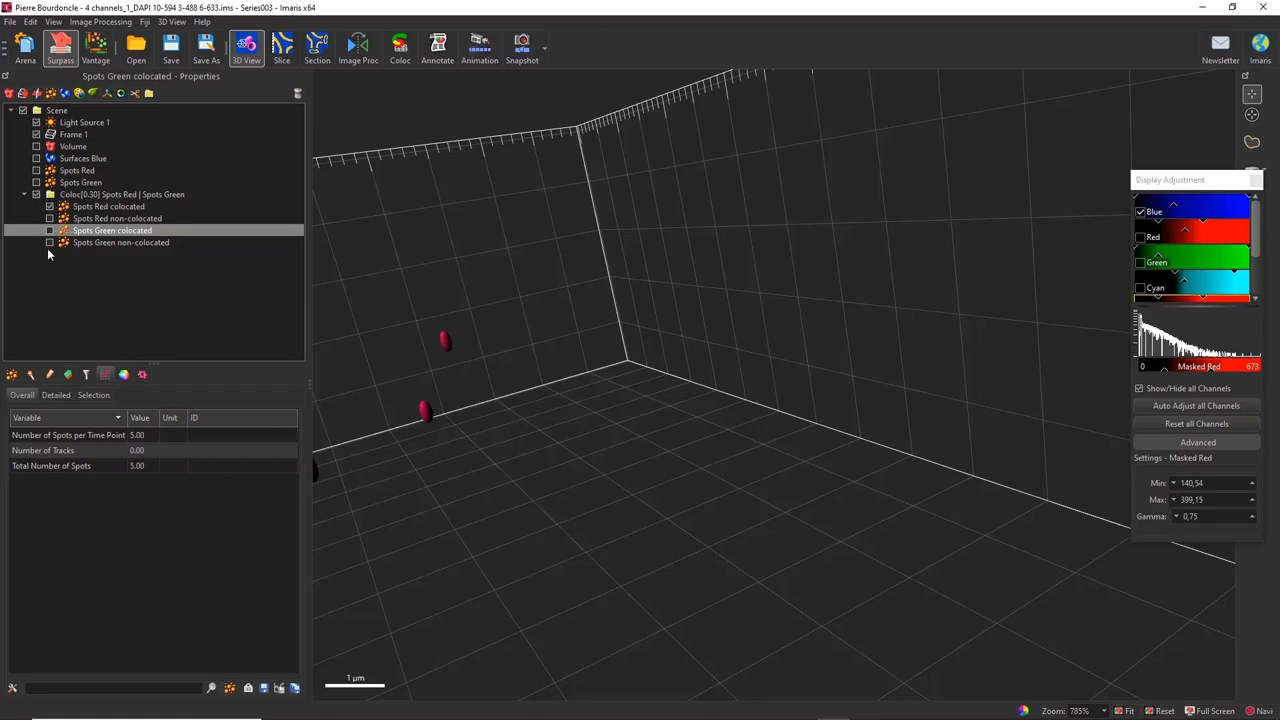 Pierre Bourdoncle - 4 channels_1_DAPI 10-594 3-488 6-633.ims - Series003 - Imaris x64
File Edit View Image Processing Fiji 3D View Help
Arena Surpass Vantage Open Save Save As 3D View Slice Section Image Proc Coloc Annotate Animation Snapshot Newsletter Imaris
Spots Green colocated - Properties
Scene
Light Source 1
Frame 1
Volume
Surfaces Blue
Spots Red
Spots Green
Coloc[0.30] Spots Red | Spots Green
Spots Red colocated
Spots Red non-colocated
Spots Green colocated
Spots Green non-colocated
Overall Detailed Selection
Variable Value Unit ID
Number of Spots per Time Point 5.00
Number of Tracks 0.00
Total Number of Spots 5.00
Display Adjustment
Blue
Red
Green
Cyan
0 Masked Red 673
Show/Hide all Channels
Auto Adjust all Channels
Reset all Channels
Advanced
Settings - Masked Red
Min: 140,54
Max: 399,15
Gamma: 0,75
1 µm
Zoom: 785% Fit Reset Full Screen Navi